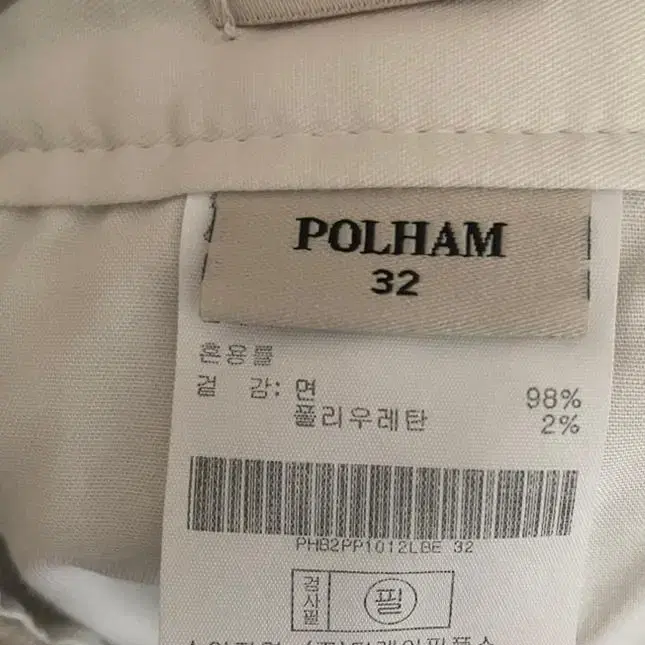 POLHAM
32
혼용률
겉 감: 면 98%
폴리우레탄 2%
PHB2PP1012LBE 32
검사필 필